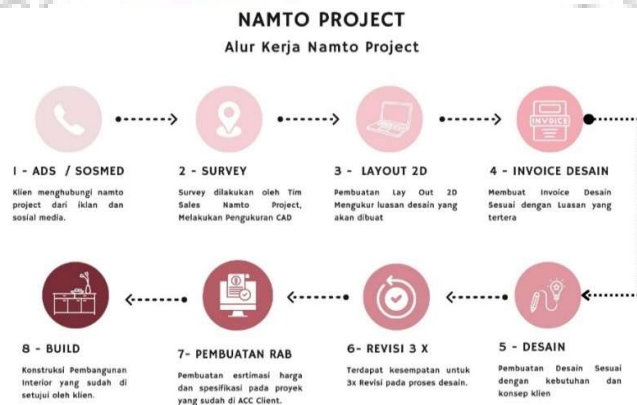 NAMTO PROJECT
Alur Kerja Namto Project
INVOICE
1 - ADS / SOSMED
Klien menghubungi namto
project dari iklan dan
sosial media.
2 - SURVEY
Survey dilakukan oleh Tim
Sales Namto Project,
Melakukan Pengukuran CAD
3 - LAYOUT 2D
Pembuatan Lay Out 2D
Mengukur luasan desain yang
akan dibuat
4 - INVOICE DESAIN
Membuat Invoice Desain
Sesuai dengan Luasan yang
tertera
5 - DESAIN
Pembuatan Desain Sesuai
dengan kebutuhan dan
konsep klien
6- REVISI 3 X
Terdapat kesempatan untuk
3x Revisi pada proses desain.
7- PEMBUATAN RAB
Pembuatan esrtimasi harga
dan spesifikasi pada proyek
yang sudah di ACC Client.
8 - BUILD
Konstruksi Pembangunan
Interior yang sudah di
setujui oleh klien.